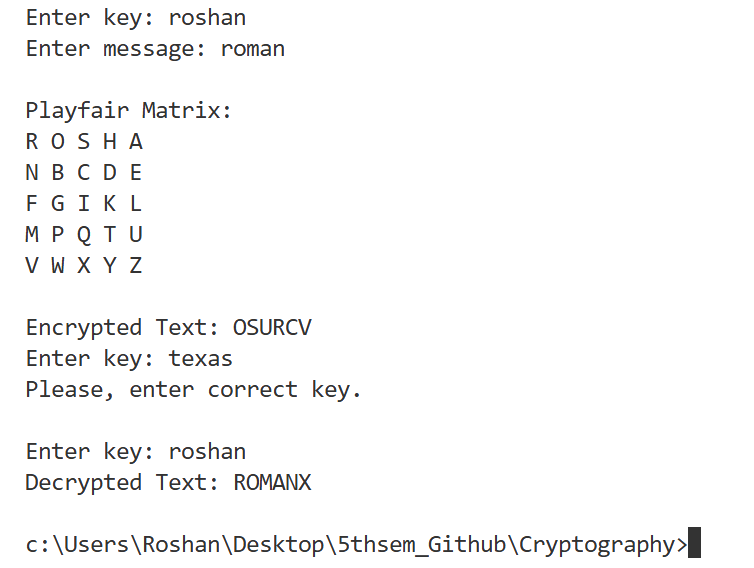 Enter key: roshan
Enter message: roman
Playfair Matrix:
R O S H A
N B C D E
F G I K L
M P Q T U
V W X Y Z
Encrypted Text: OSURCV
Enter key: texas
Please, enter correct key.
Enter key: roshan
Decrypted Text: ROMANX
c:\Users\Roshan\Desktop\5thsem_Github\Cryptography>